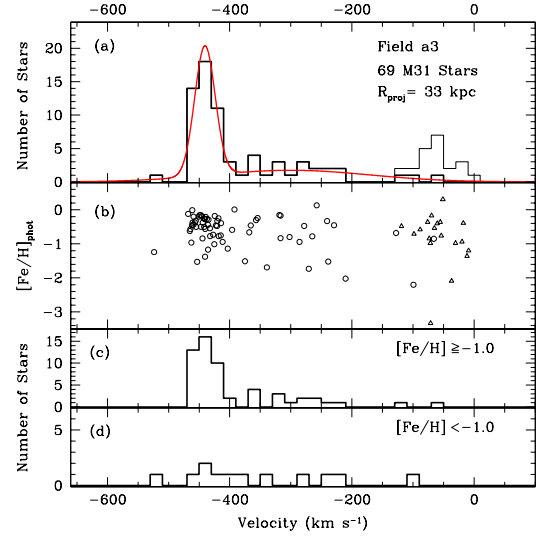 −600 −400 −200 0
(a)
Field a3
69 M31 Stars
R_proj = 33 kpc
Number of Stars
20
15
10
5
0
(b)
[Fe/H]_phot
0
−1
−2
−3
(c)
[Fe/H] ≧−1.0
Number of Stars
15
10
5
0
(d)
[Fe/H] <−1.0
5
0
−600 −400 −200 0
Velocity (km s⁻¹)